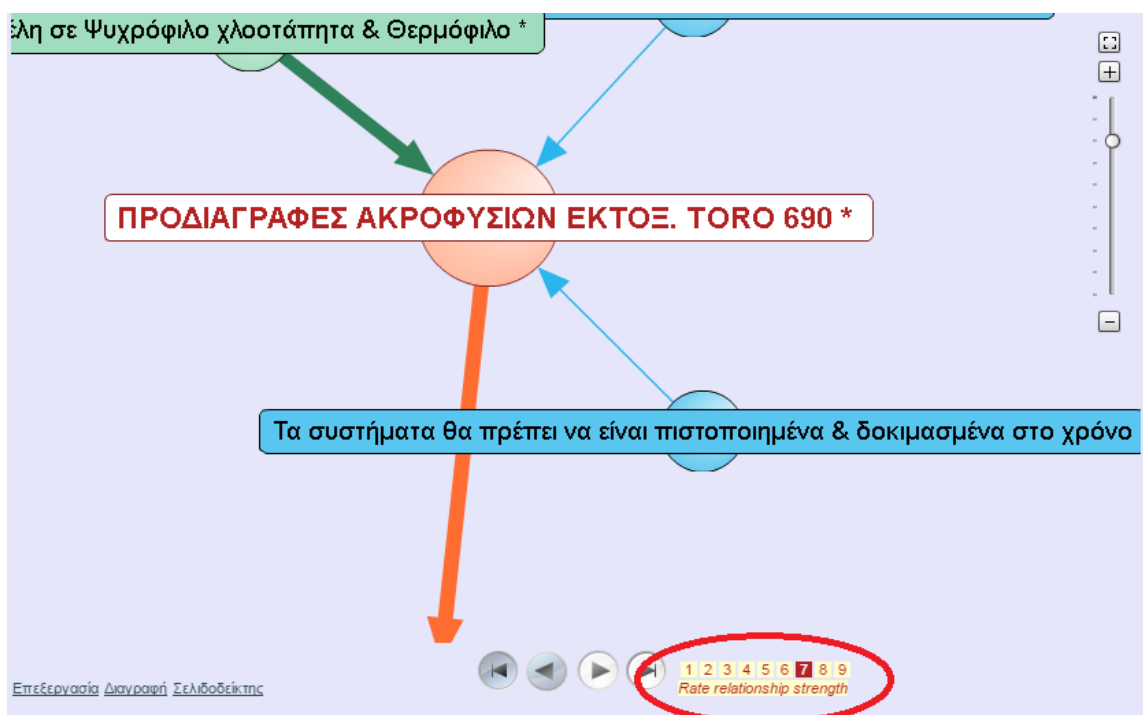 έλη σε Ψυχρόφιλο χλοοτάπητα & Θερμόφιλο *
ΠΡΟΔΙΑΓΡΑΦΕΣ ΑΚΡΟΦΥΣΙΩΝ ΕΚΤΟΞ. TORO 690 *
Τα συστήματα θα πρέπει να είναι πιστοποιημένα & δοκιμασμένα στο χρόνο
1 2 3 4 5 6 7 8 9
Rate relationship strength
Επεξεργασία Διαγραφή Σελιδοδείκτης